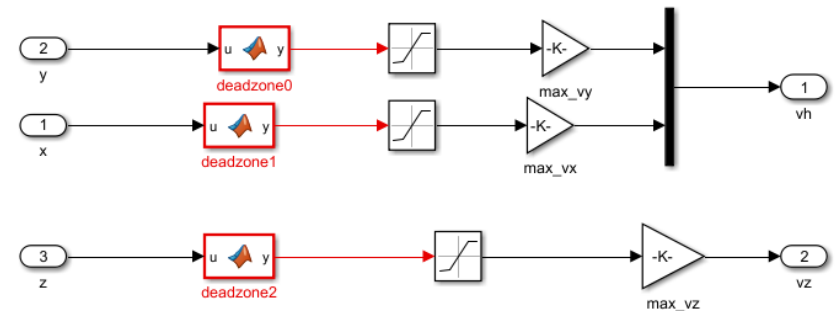 2
y
u y
deadzone0
-K-
max_vy
1
x
u y
deadzone1
-K-
max_vx
1
vh
3
z
u y
deadzone2
-K-
max_vz
2
vz